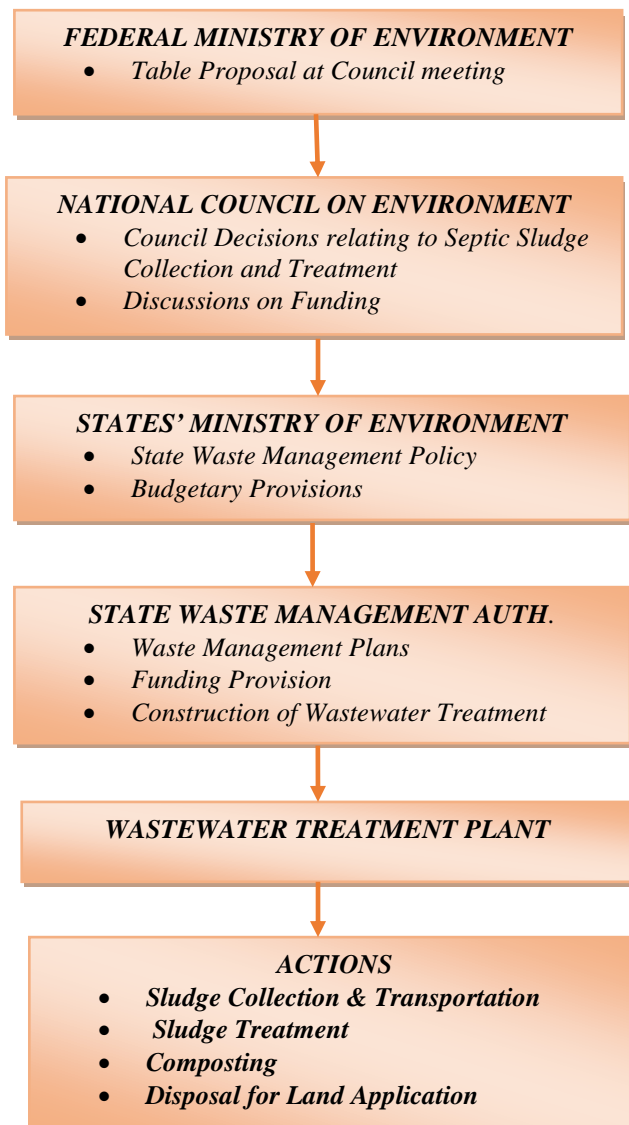 FEDERAL MINISTRY OF ENVIRONMENT
• Table Proposal at Council meeting
NATIONAL COUNCIL ON ENVIRONMENT
• Council Decisions relating to Septic Sludge
Collection and Treatment
• Discussions on Funding
STATES’ MINISTRY OF ENVIRONMENT
• State Waste Management Policy
• Budgetary Provisions
STATE WASTE MANAGEMENT AUTH.
• Waste Management Plans
• Funding Provision
• Construction of Wastewater Treatment
WASTEWATER TREATMENT PLANT
ACTIONS
• Sludge Collection & Transportation
• Sludge Treatment
• Composting
• Disposal for Land Application